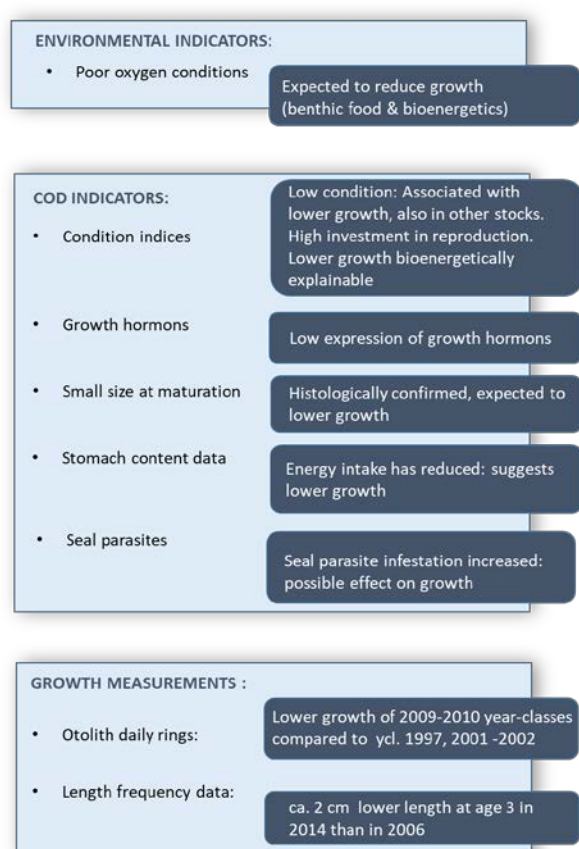 ENVIRONMENTAL INDICATORS:
• Poor oxygen conditions
Expected to reduce growth
(benthic food & bioenergetics)
COD INDICATORS:
• Condition indices
Low condition: Associated with
lower growth, also in other stocks.
High investment in reproduction.
Lower growth bioenergetically
explainable
• Growth hormons
Low expression of growth hormons
• Small size at maturation
Histologically confirmed, expected to
lower growth
• Stomach content data
Energy intake has reduced: suggests
lower growth
• Seal parasites
Seal parasite infestation increased:
possible effect on growth
GROWTH MEASUREMENTS :
• Otolith daily rings:
Lower growth of 2009-2010 year-classes
compared to ycl. 1997, 2001 -2002
• Length frequency data:
ca. 2 cm lower length at age 3 in
2014 than in 2006